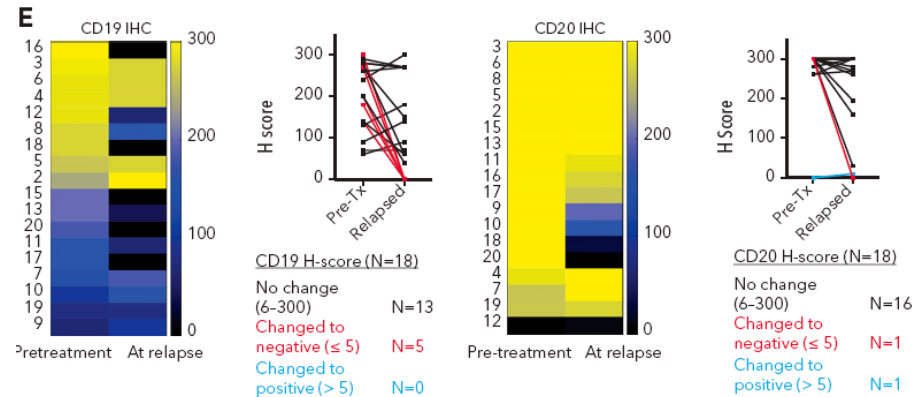 E
CD19 IHC
16
3
6
4
12
8
18
5
2
15
13
20
11
17
7
10
19
9
Pretreatment At relapse
300
200
100
0
H score
300
200
100
0
Pre-Tx
Relapsed
CD19 H-score (N=18)
No change
(6–300) N=13
Changed to
negative (≤ 5) N=5
Changed to
positive (> 5) N=0
CD20 IHC
3
6
8
5
2
15
13
11
16
17
9
10
18
20
4
7
19
12
Pre-treatment At relapse
300
200
100
0
H Score
300
200
100
0
Pre-Tx
Relapsed
CD20 H-score (N=18)
No change
(6–300) N=16
Changed to
negative (≤ 5) N=1
Changed to
positive (> 5) N=1